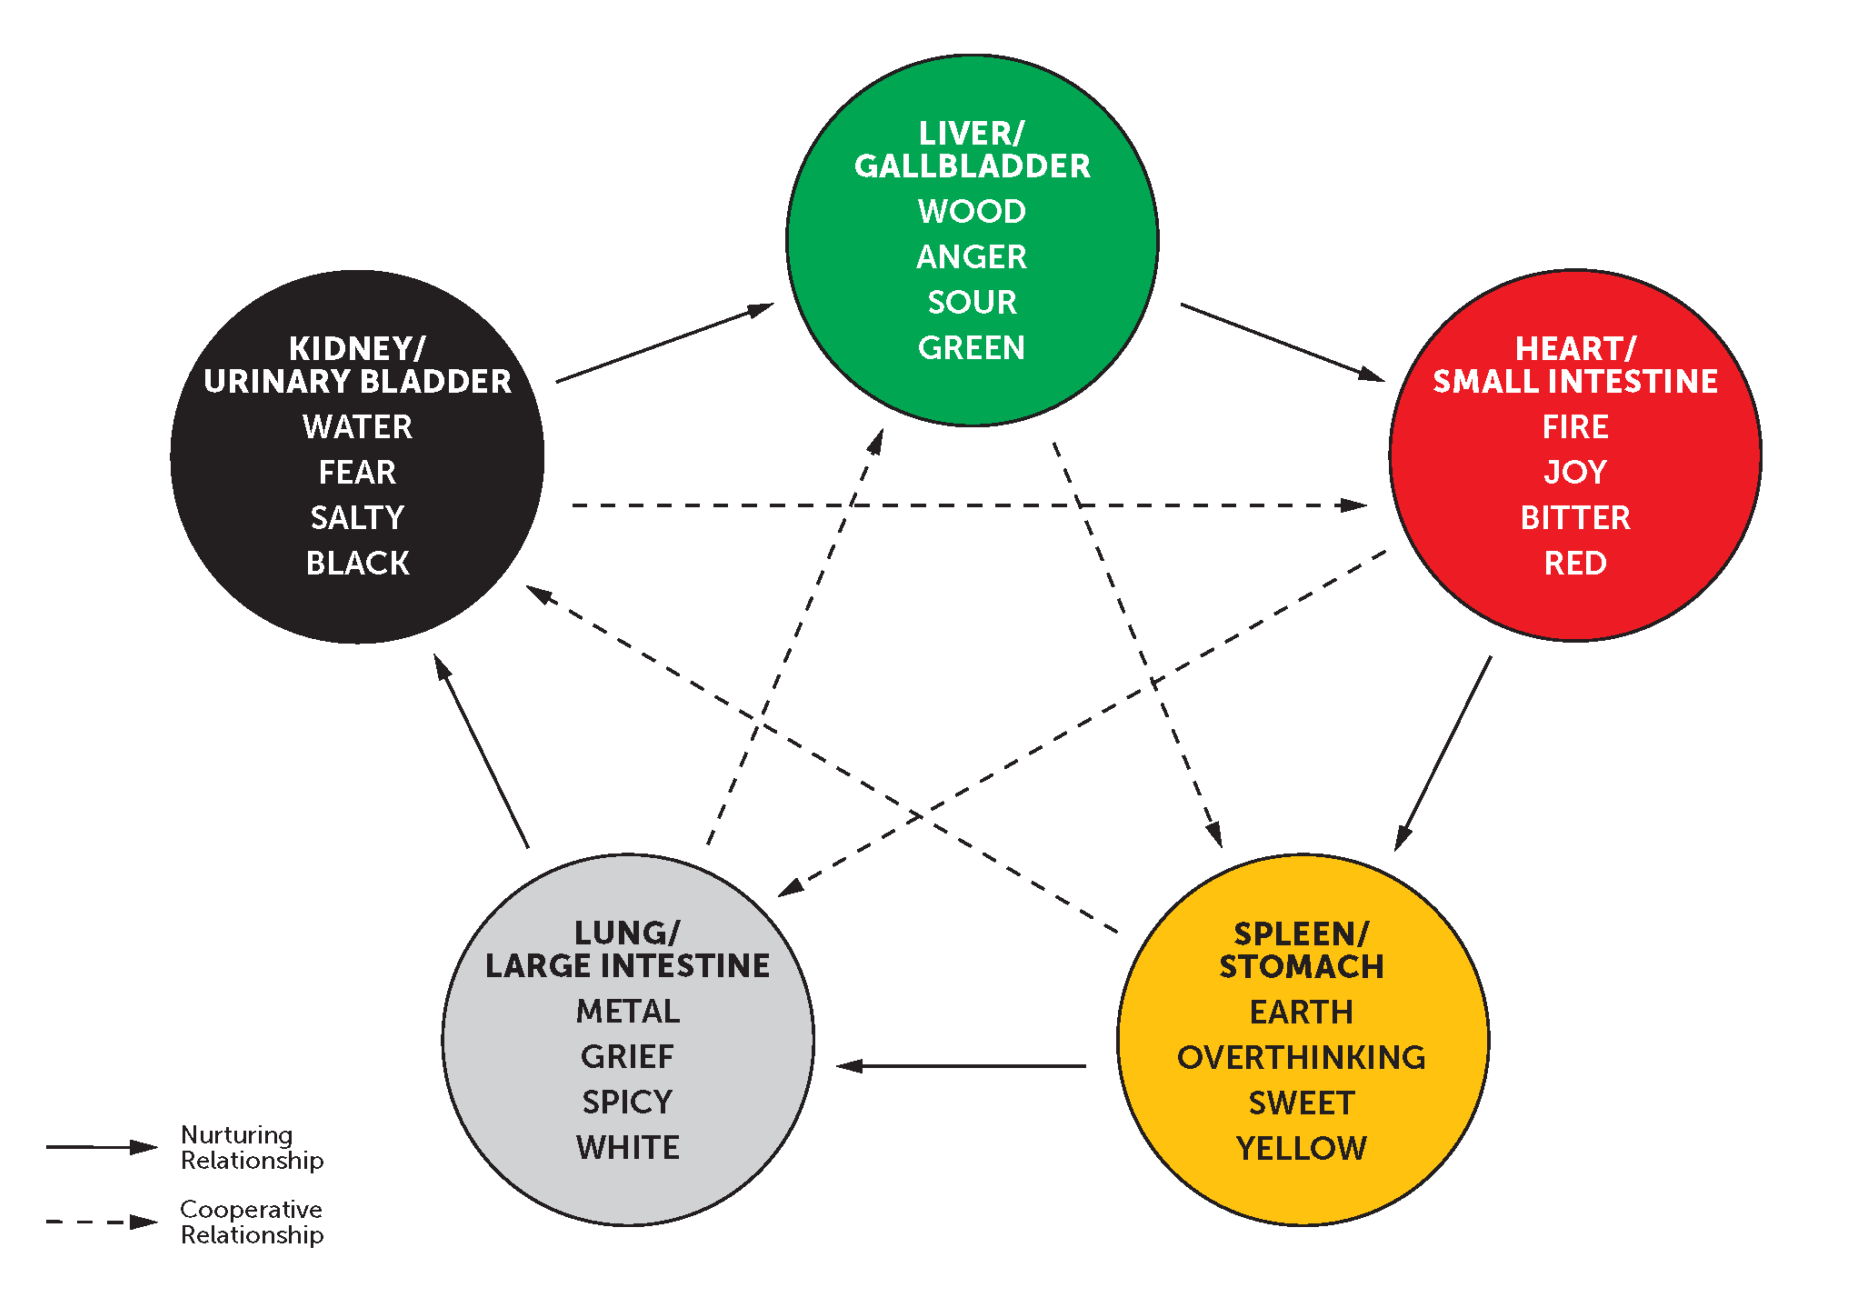 LIVER/
GALLBLADDER
WOOD
ANGER
SOUR
GREEN
KIDNEY/
URINARY BLADDER
WATER
FEAR
SALTY
BLACK
HEART/
SMALL INTESTINE
FIRE
JOY
BITTER
RED
LUNG/
LARGE INTESTINE
METAL
GRIEF
SPICY
WHITE
SPLEEN/
STOMACH
EARTH
OVERTHINKING
SWEET
YELLOW
Nurturing
Relationship
Cooperative
Relationship